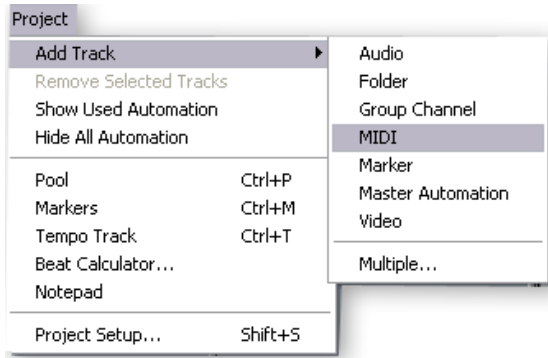 Project
Add Track
Remove Selected Tracks
Show Used Automation
Hide All Automation
Pool Ctrl+P
Markers Ctrl+M
Tempo Track Ctrl+T
Beat Calculator...
Notepad
Project Setup... Shift+S
Audio
Folder
Group Channel
MIDI
Marker
Master Automation
Video
Multiple...